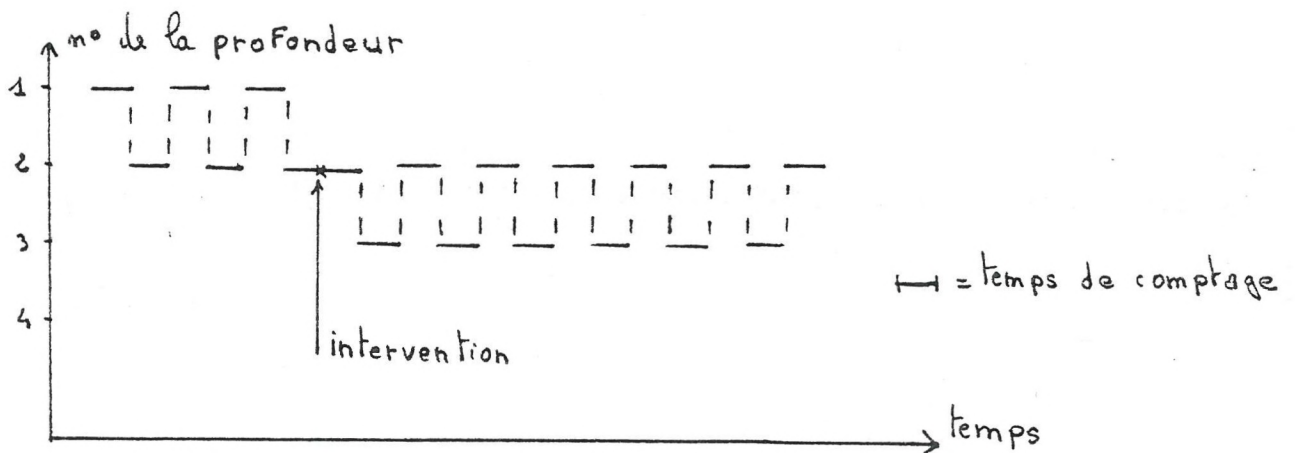 n° de la profondeur
1
2
3
4
= temps de comptage
intervention
temps